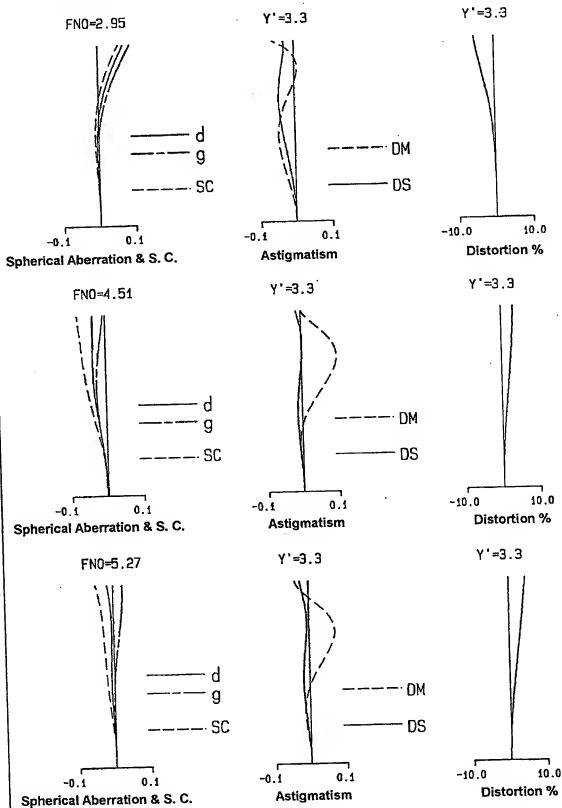 FNO=2.95
Y'=3.3
Y'=3.3
d
g
SC
DM
DS
-0.1 0.1
-0.1 0.1
-10.0 10.0
Spherical Aberration & S. C.
Astigmatism
Distortion %
FNO=4.51
Y'=3.3
Y'=3.3
d
g
SC
DM
DS
-0.1 0.1
-0.1 0.1
-10.0 10.0
Spherical Aberration & S. C.
Astigmatism
Distortion %
FNO=5.27
Y'=3.3
Y'=3.3
d
g
SC
DM
DS
-0.1 0.1
-0.1 0.1
-10.0 10.0
Spherical Aberration & S. C.
Astigmatism
Distortion %